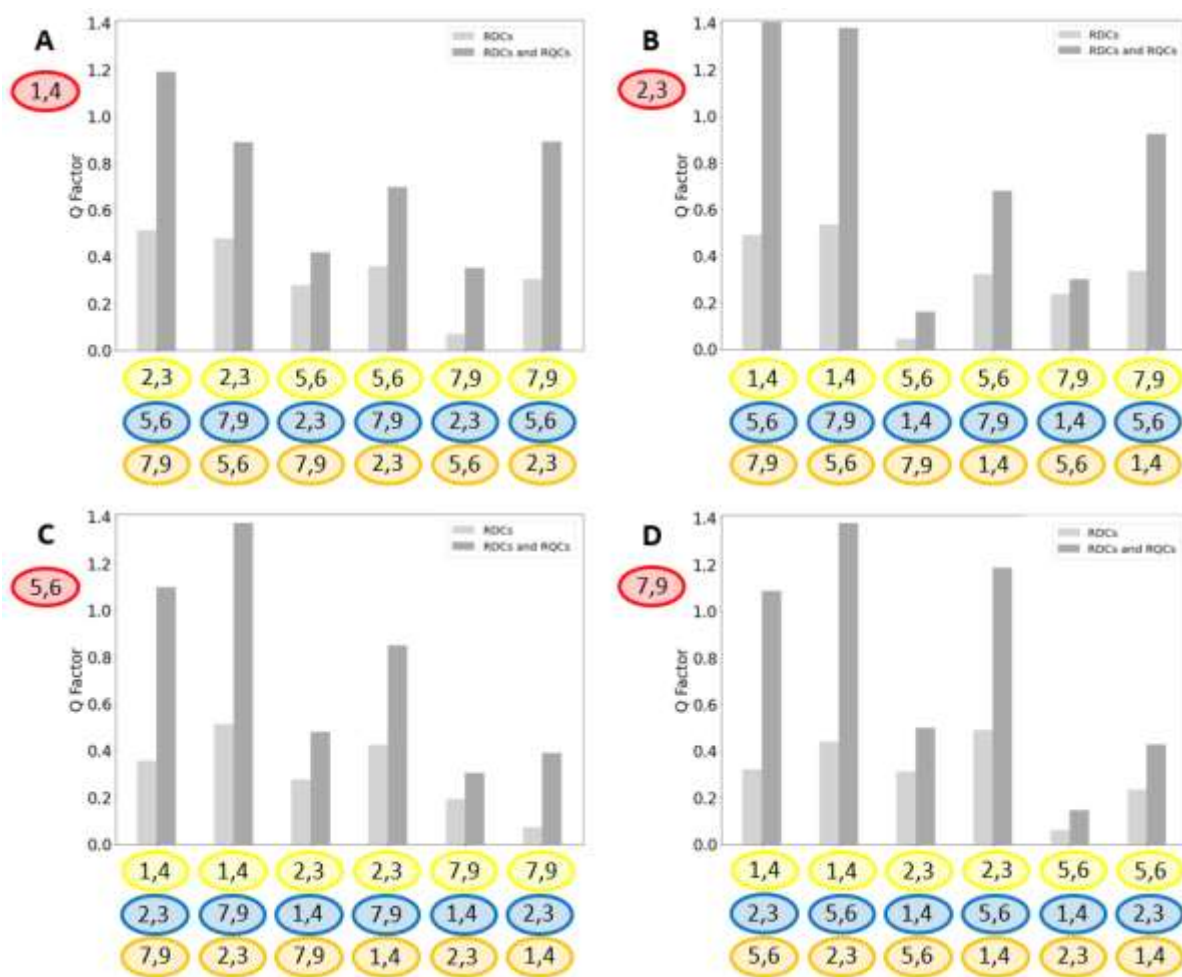 A
1,4
Q Factor
1.4
1.2
1.0
0.8
0.6
0.4
0.2
0.0
RDCs
RDCs and RQCs
2,3 2,3 5,6 5,6 7,9 7,9
5,6 7,9 2,3 7,9 2,3 5,6
7,9 5,6 7,9 2,3 5,6 2,3
B
2,3
Q Factor
1.4
1.2
1.0
0.8
0.6
0.4
0.2
0.0
RDCs
RDCs and RQCs
1,4 1,4 5,6 5,6 7,9 7,9
5,6 7,9 1,4 7,9 1,4 5,6
7,9 5,6 7,9 1,4 5,6 1,4
C
5,6
Q Factor
1.4
1.2
1.0
0.8
0.6
0.4
0.2
0.0
RDCs
RDCs and RQCs
1,4 1,4 2,3 2,3 7,9 7,9
2,3 7,9 1,4 7,9 1,4 2,3
7,9 2,3 7,9 1,4 2,3 1,4
D
7,9
Q Factor
1.4
1.2
1.0
0.8
0.6
0.4
0.2
0.0
RDCs
RDCs and RQCs
1,4 1,4 2,3 2,3 5,6 5,6
2,3 5,6 1,4 5,6 1,4 2,3
5,6 2,3 5,6 1,4 2,3 1,4